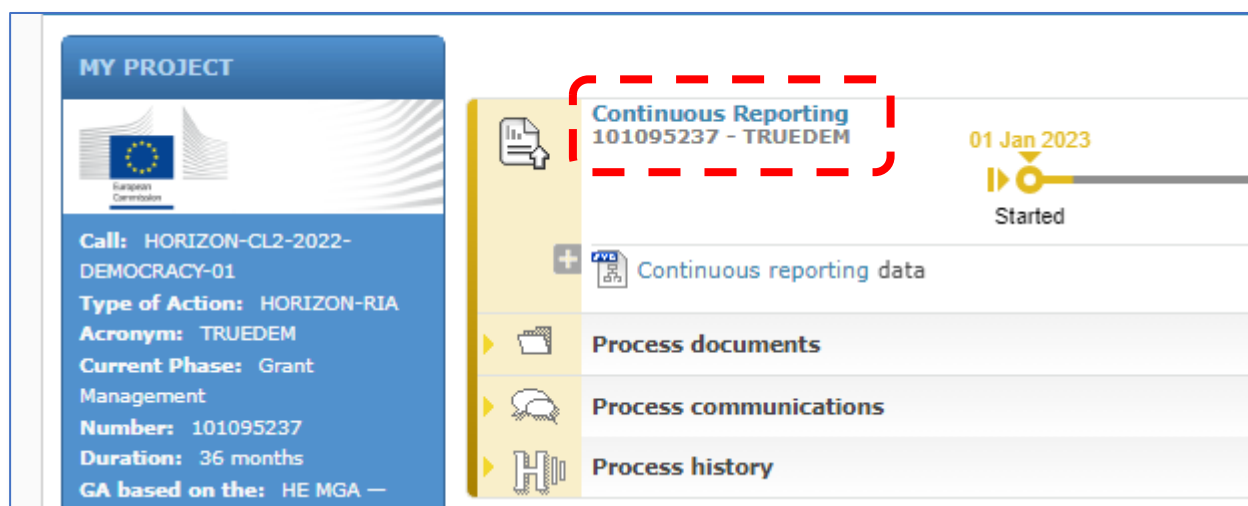 MY PROJECT
European
Commission
Call: HORIZON-CL2-2022-
DEMOCRACY-01
Type of Action: HORIZON-RIA
Acronym: TRUEDEM
Current Phase: Grant
Management
Number: 101095237
Duration: 36 months
GA based on the: HE MGA —
Continuous Reporting
101095237 - TRUEDEM
01 Jan 2023
Started
Continuous reporting data
Process documents
Process communications
Process history